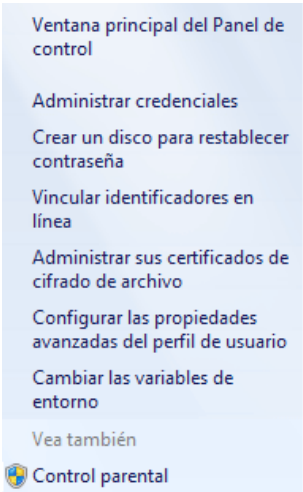 Ventana principal del Panel de
control
Administrar credenciales
Crear un disco para restablecer
contraseña
Vincular identificadores en
línea
Administrar sus certificados de
cifrado de archivo
Configurar las propiedades
avanzadas del perfil de usuario
Cambiar las variables de
entorno
Vea también
Control parental